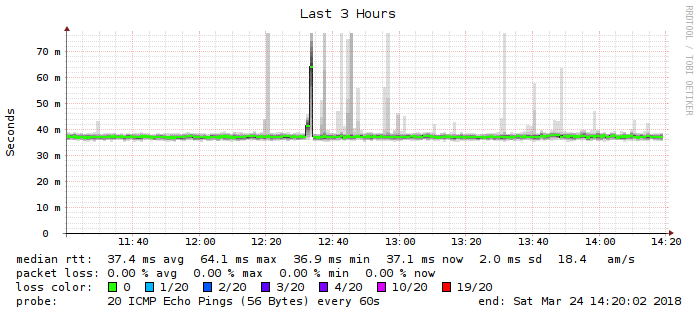 Last 3 Hours
RRDTOOL / TOBI OETIKER
Seconds
70 m
60 m
50 m
40 m
30 m
20 m
10 m
0
11:40 12:00 12:20 12:40 13:00 13:20 13:40 14:00 14:20
median rtt: 37.4 ms avg 64.1 ms max 36.9 ms min 37.1 ms now 2.0 ms sd 18.4 am/s
packet loss: 0.00 % avg 0.00 % max 0.00 % min 0.00 % now
loss color: 0 1/20 2/20 3/20 4/20 10/20 19/20
probe: 20 ICMP Echo Pings (56 Bytes) every 60s end: Sat Mar 24 14:20:02 2018